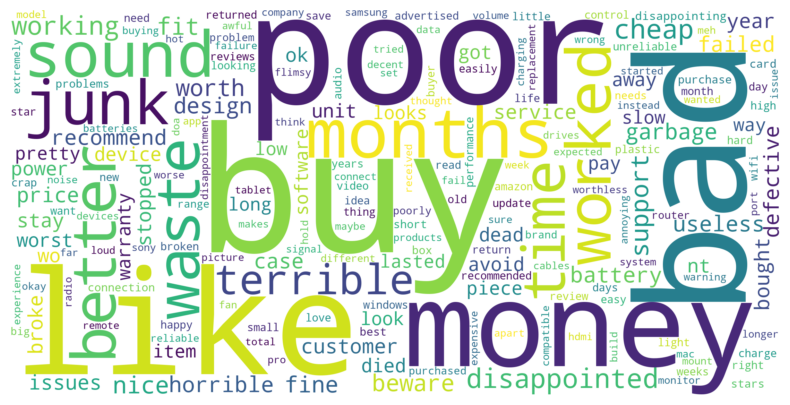 poor
buy
bad
like
money
junk
sound
months
better
waste
worked
time
terrible
working
fit
worth
design
recommend
pretty
device
power
price
stay
worst
wo
broke
item
issues
nice
horrible
fine
customer
died
beware
disappointed
look
case
lasted
piece
avoid
dead
battery
nt
useless
support
bought
defective
garbage
way
slow
pay
away
failed
cheap
year
service
looks
unit
got
ok
low
long
software
stopped
warranty
model
need
returned
company
save
samsung
advertised
volume
little
control
disappointing
meh
buying
hot
problem
awful
data
tried
buyer
wrong
unreliable
extremely
failure
reviews
looking
flimsy
decent
set
easily
charging
replacement
started
purchase
card
issue
star
problems
audio
life
needs
wanted
month
day
batteries
doa
app
think
thought
performance
instead
high
crap
noise
new
worse
disappointment
years
read
week
drives
expected
plastic
hard
want
devices
range
tablet
connect
video
received
fail
amazon
worthless
annoying
port
wifi
makes
idea
thing
hold
poorly
old
update
sony
broken
signal
maybe
short
products
sure
return
brand
router
okay
far
loud
picture
different
box
recommended
cables
system
warning
experience
radio
connection
fan
windows
review
days
easy
big
remote
happy
reliable
small
total
love
best
pro
purchased
expensive
apart
compatible
hdmi
build
light
mac
mount
weeks
monitor
charge
right
stars
longer